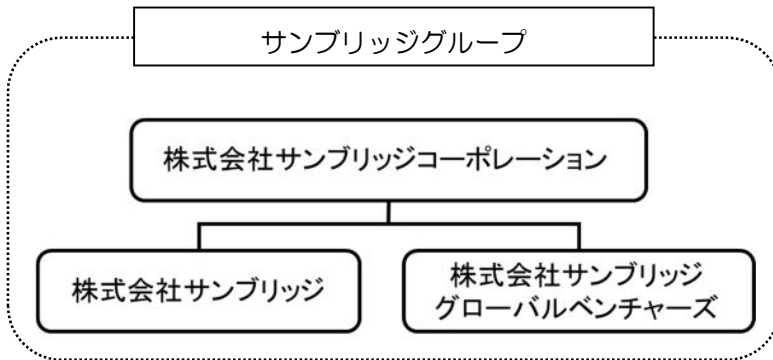 サンブリッジグループ
株式会社サンブリッジコーポレーション
株式会社サンブリッジ
株式会社サンブリッジ
グローバルベンチャーズ